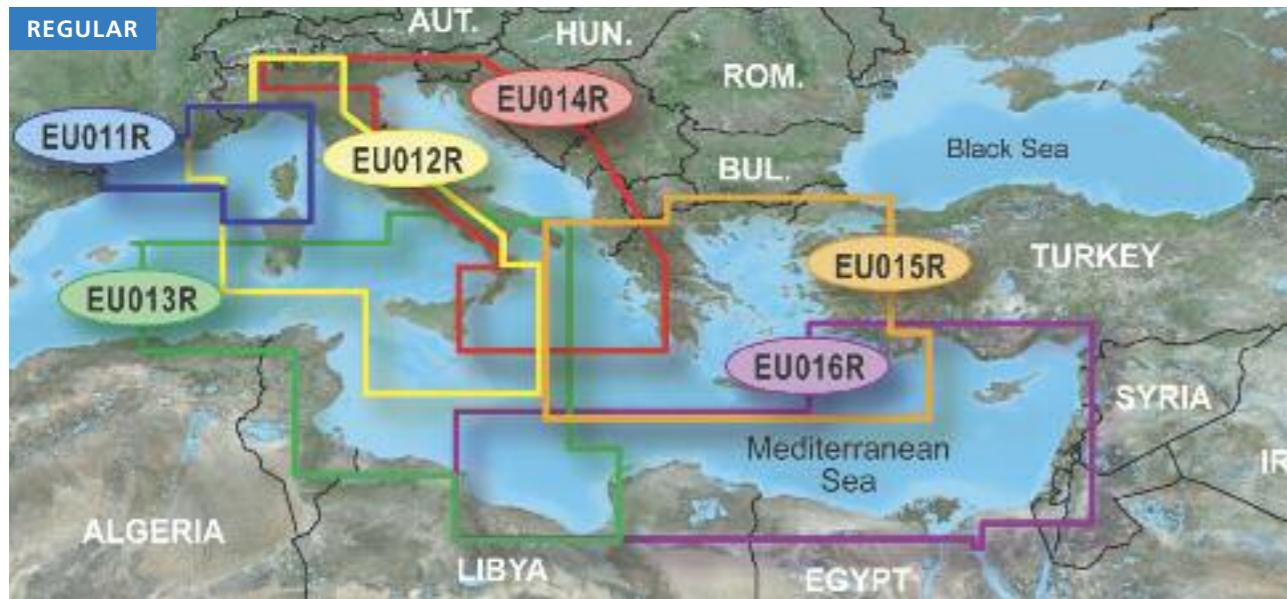 REGULAR
AUT.
HUN.
ROM.
EU014R
EU011R
EU012R
Black Sea
BUL.
TURKEY
EU015R
EU013R
EU016R
SYRIA
Mediterranean
Sea
IR
ALGERIA
LIBYA
EGYPT